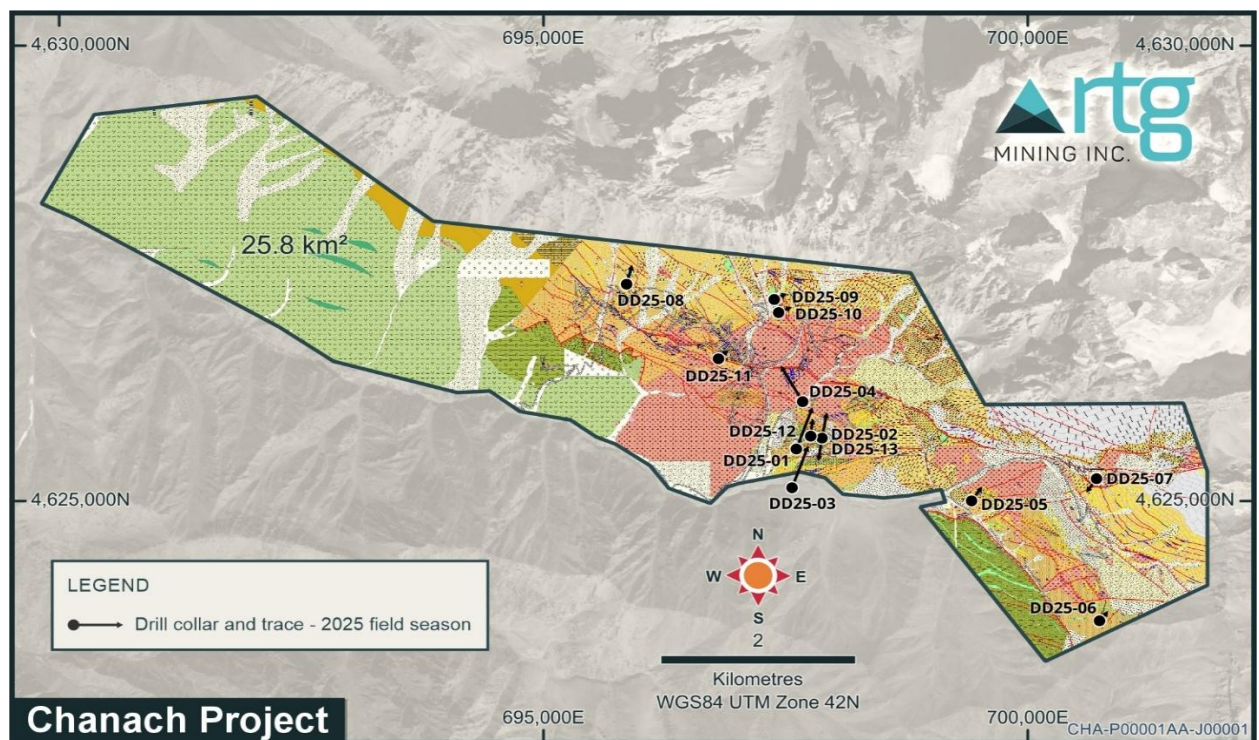 695,000E
700,000E
4,630,000N
4,630,000N
rtg
MINING INC.
25.8 km²
DD25-08
DD25-09
DD25-10
DD25-11
DD25-04
DD25-12
DD25-02
DD25-13
DD25-01
DD25-03
DD25-07
DD25-05
DD25-06
4,625,000N
4,625,000N
N
W
E
S
2
Kilometres
WGS84 UTM Zone 42N
LEGEND
Drill collar and trace - 2025 field season
Chanach Project
695,000E
700,000E
CHA-P00001AA-J00001